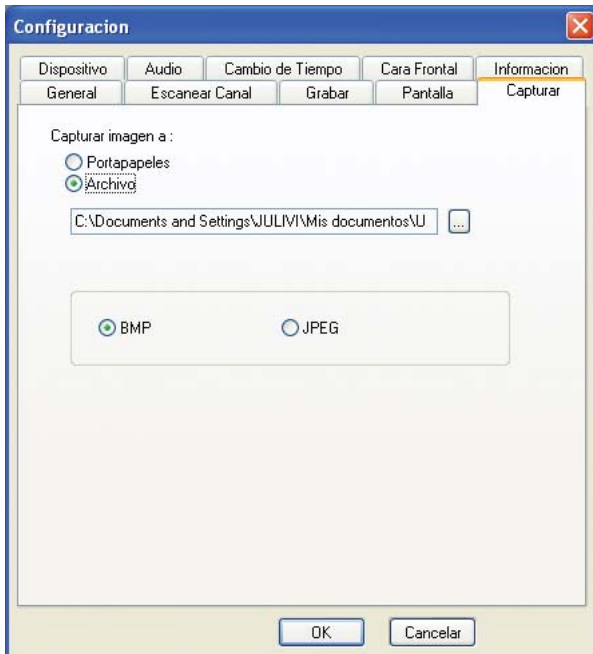 Configuracion
Dispositivo Audio Cambio de Tiempo Cara Frontal Informacion
General Escanear Canal Grabar Pantalla Capturar
Capturar imagen a :
Portapapeles
Archivo
C:\Documents and Settings\JULIVI\Mis documentos\U ...
BMP JPEG
OK Cancelar